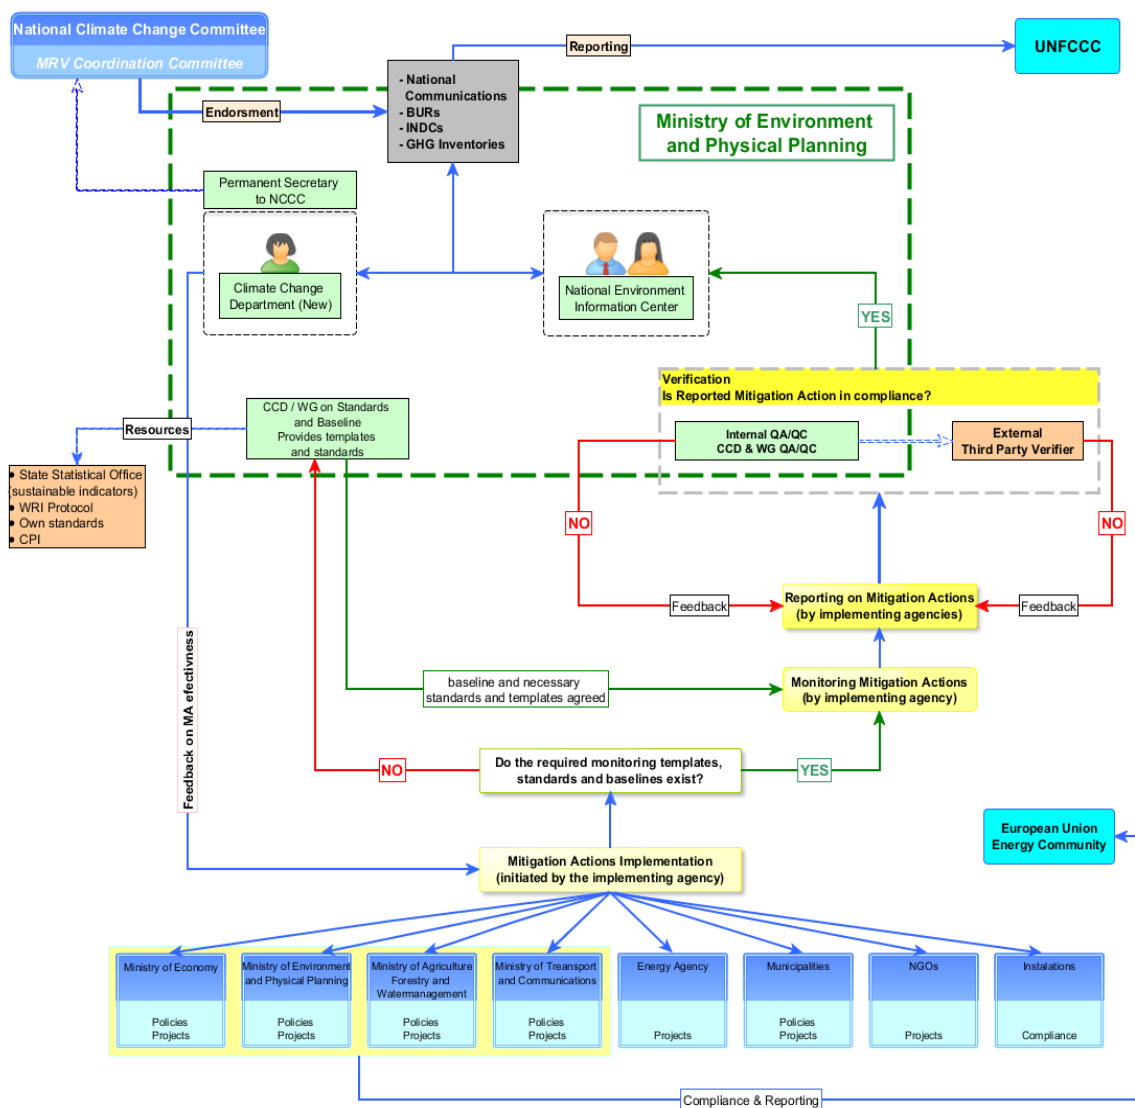 National Climate Change Committee
MRV Coordination Committee
Reporting
UNFCCC
- National
Communications
- BURs
- INDCs
- GHG Inventories
Endorsment
Ministry of Environment
and Physical Planning
Permanent Secretary
to NCCC
Climate Change
Department (New)
National Environment
Information Center
YES
Verification
Is Reported Mitigation Action in compliance?
Internal QA/QC
CCD & WG QA/QC
External
Third Party Verifier
CCD / WG on Standards
and Baseline
Provides templates
and standards
Resources
● State Statistical Office
(sustainable indicators)
● WRI Protocol
● Own standards
● CPI
NO
NO
Feedback
Reporting on Mitigation Actions
(by implementing agencies)
Feedback
Feedback on MA efectivness
baseline and necessary
standards and templates agreed
Monitoring Mitigation Actions
(by implementing agency)
NO
Do the required monitoring templates,
standards and baselines exist?
YES
European Union
Energy Community
Mitigation Actions Implementation
(initiated by the implementing agency)
Ministry of Economy
Policies
Projects
Ministry of Environment
and Physical Planning
Policies
Projects
Ministry of Agriculture
Forestry and
Watermanagement
Policies
Projects
Ministry of Treansport
and Communications
Policies
Projects
Energy Agency
Projects
Municipalities
Policies
Projects
NGOs
Projects
Instalations
Compliance
Compliance & Reporting